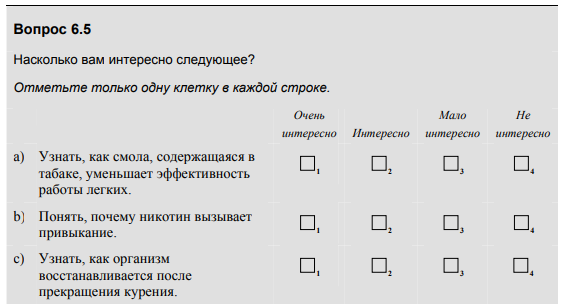 Вопрос 6.5
Насколько вам интересно следующее?
Отметьте только одну клетку в каждой строке.
Очень интересно Интересно Мало интересно Не интересно
a) Узнать, как смола, содержащаяся в
табаке, уменьшает эффективность
работы легких.
1 2 3 4
b) Понять, почему никотин вызывает
привыкание.
1 2 3 4
c) Узнать, как организм
восстанавливается после
прекращения курения.
1 2 3 4